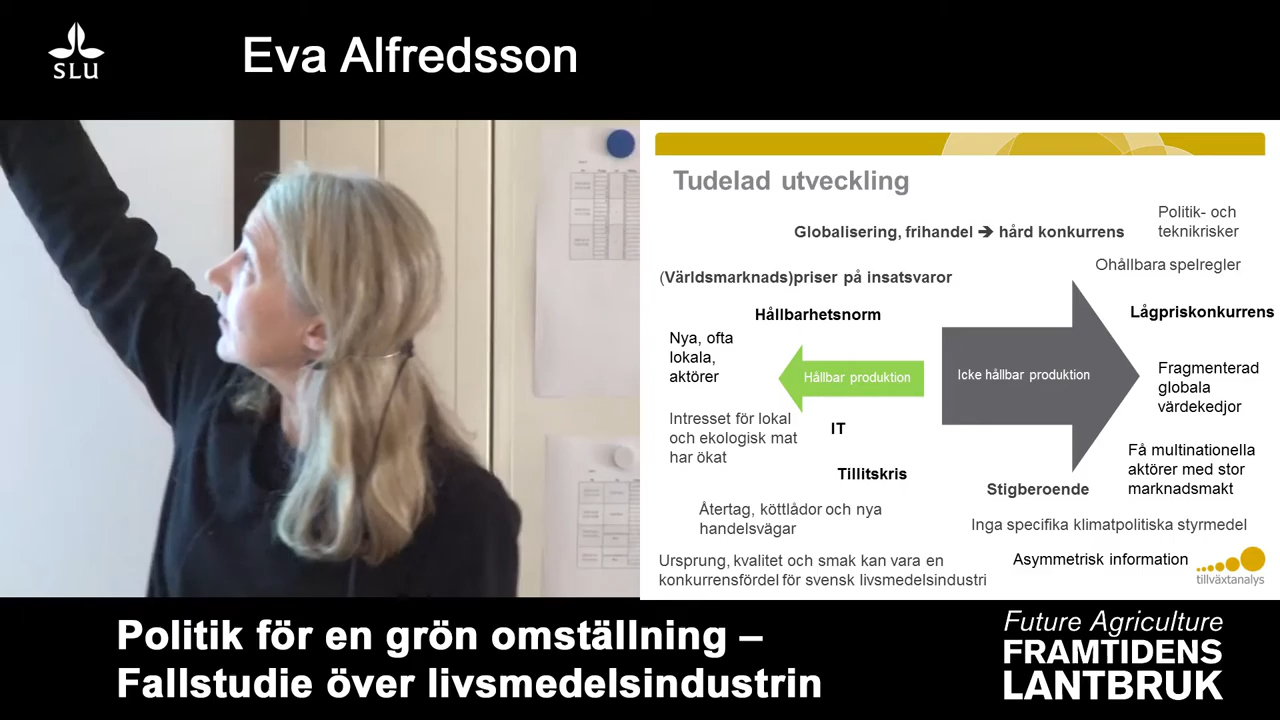 SLU
Eva Alfredsson
Tudelad utveckling
Politik- och
teknikrisker
Globalisering, frihandel ➔ hård konkurrens
Ohållbara spelregler
(Världsmarknads)priser på insatsvaror
Hållbarhetsnorm
Lågpriskonkurrens
Nya, ofta
lokala,
aktörer
Hållbar produktion
Icke hållbar produktion
Fragmenterad
globala
värdekedjor
Intresset för lokal
och ekologisk mat
har ökat
IT
Få multinationella
aktörer med stor
marknadsmakt
Tillitskris
Stigberoende
Återtag, köttlådor och nya
handelsvägar
Inga specifika klimatpolitiska styrmedel
Ursprung, kvalitet och smak kan vara en
konkurrensfördel för svensk livsmedelsindustri
Asymmetrisk information
tillväxtanalys
Politik för en grön omställning –
Fallstudie över livsmedelsindustrin
Future Agriculture
FRAMTIDENS
LANTBRUK